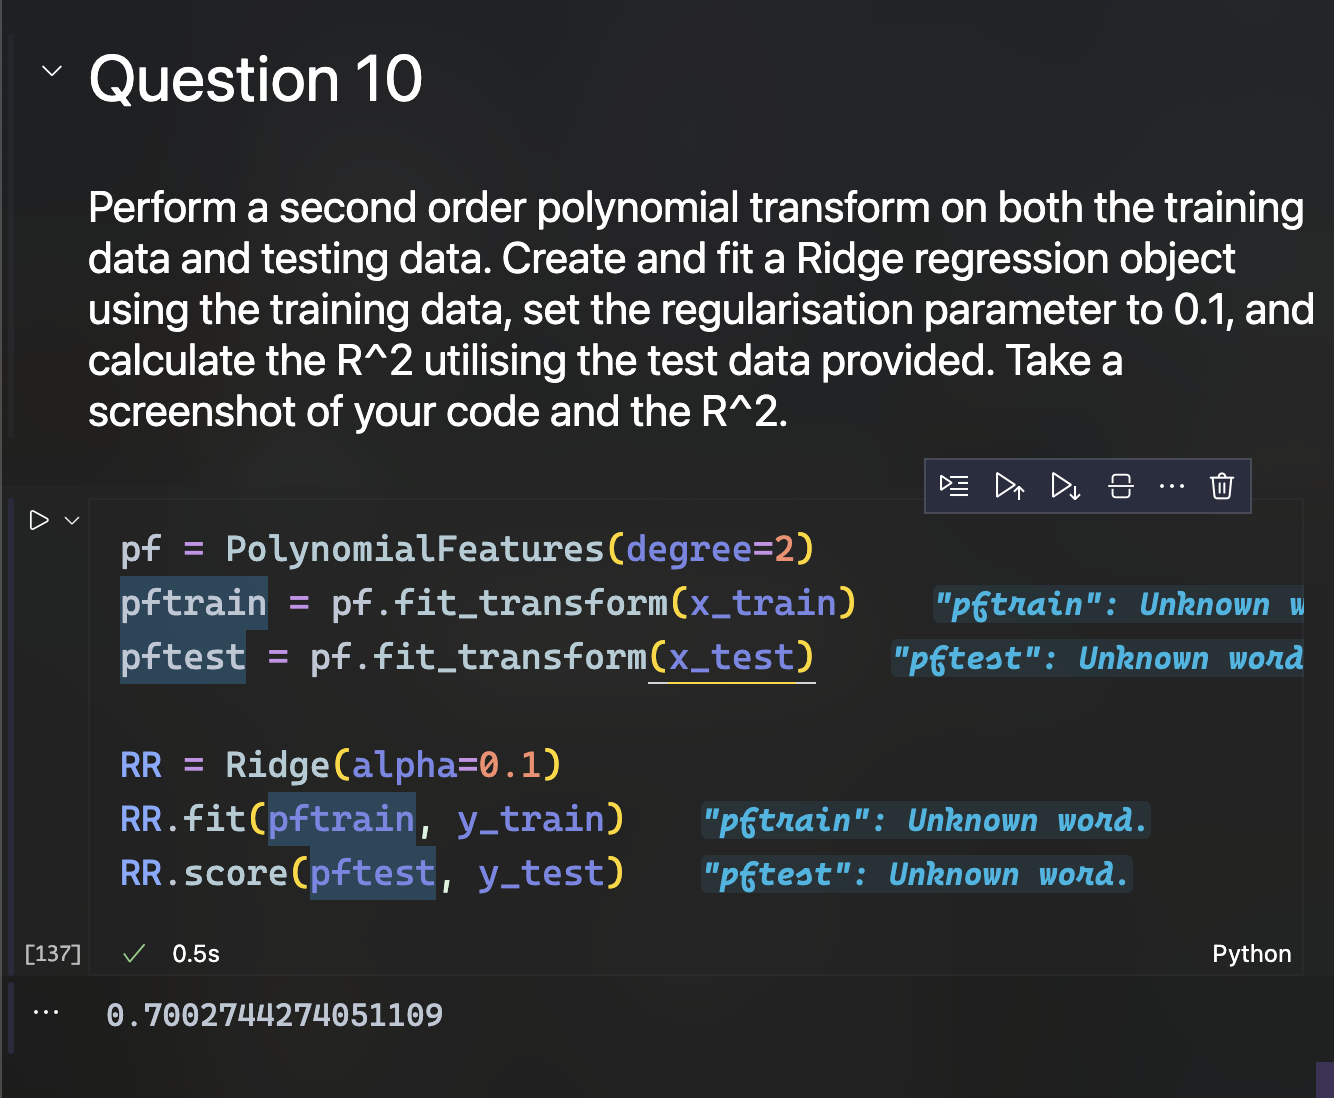 Question 10
Perform a second order polynomial transform on both the training
data and testing data. Create and fit a Ridge regression object
using the training data, set the regularisation parameter to 0.1, and
calculate the R^2 utilising the test data provided. Take a
screenshot of your code and the R^2.
pf = PolynomialFeatures(degree=2)
pftrain = pf.fit_transform(x_train) "pftrain": Unknown w
pftest = pf.fit_transform(x_test) "pftest": Unknown word
RR = Ridge(alpha=0.1)
RR.fit(pftrain, y_train) "pftrain": Unknown word.
RR.score(pftest, y_test) "pftest": Unknown word.
[137] 0.5s Python
0.7002744274051109